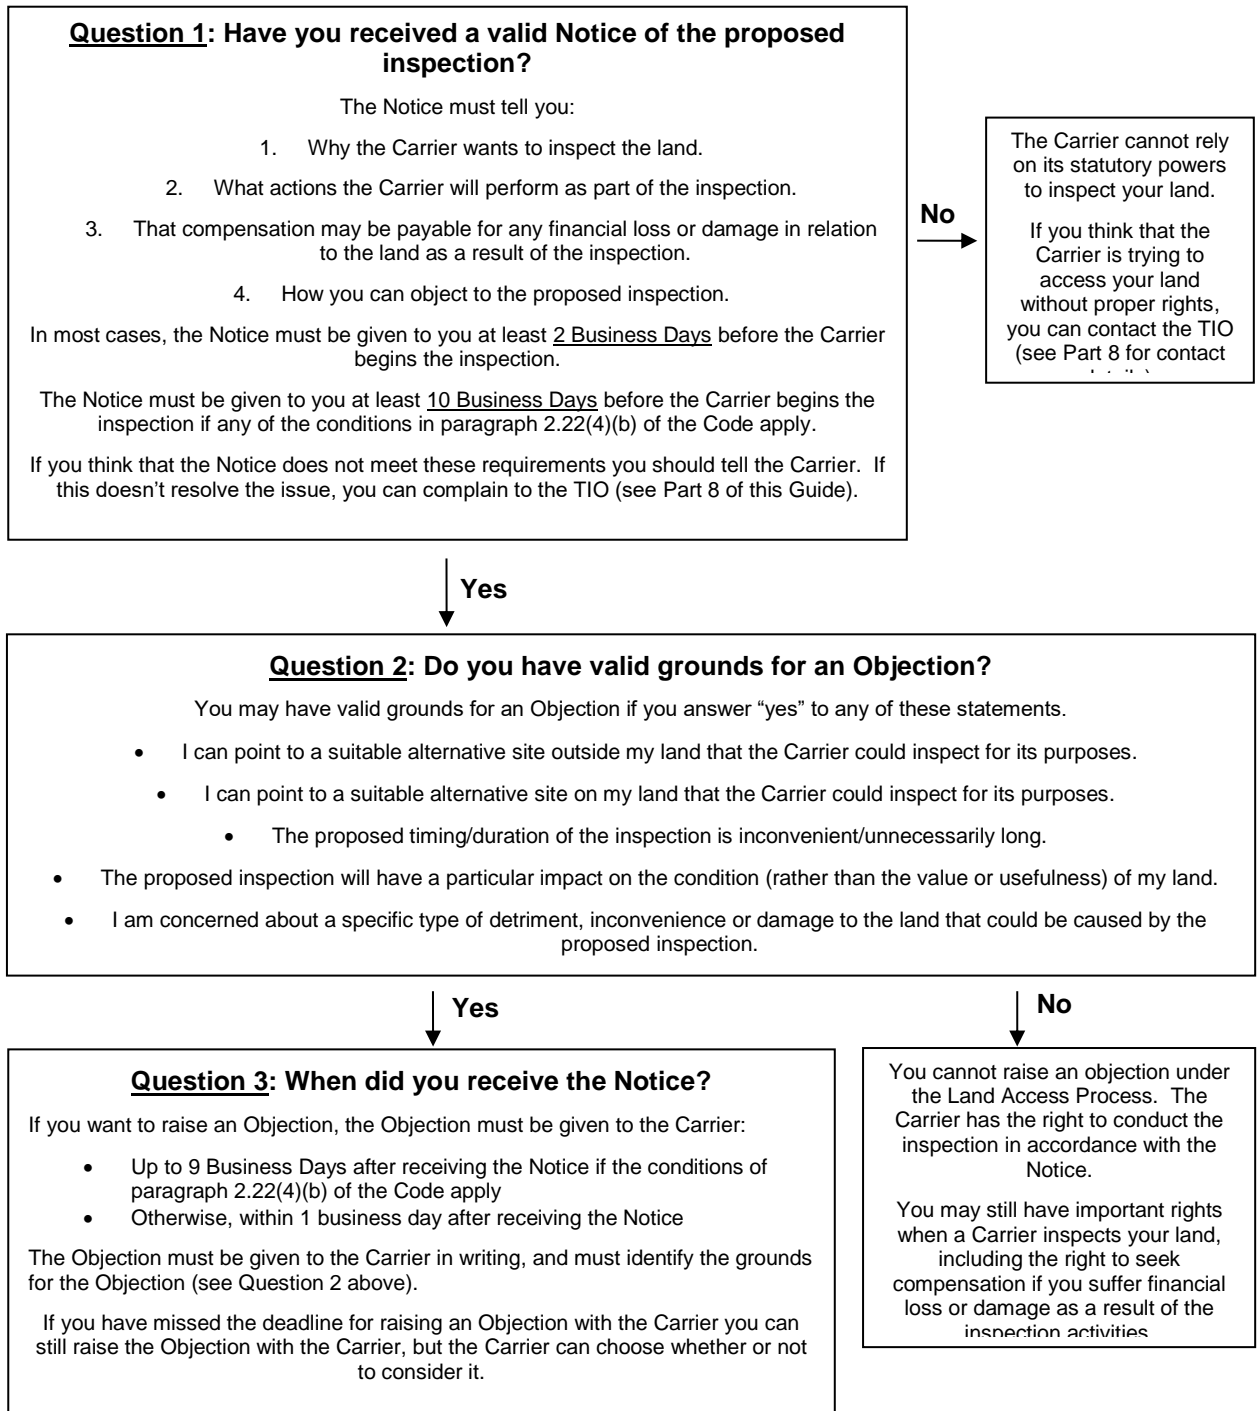 Question 1: Have you received a valid Notice of the proposed
inspection?
The Notice must tell you:
1. Why the Carrier wants to inspect the land.
2. What actions the Carrier will perform as part of the inspection.
3. That compensation may be payable for any financial loss or damage in relation
to the land as a result of the inspection.
4. How you can object to the proposed inspection.
In most cases, the Notice must be given to you at least 2 Business Days before the Carrier
begins the inspection.
The Notice must be given to you at least 10 Business Days before the Carrier begins the
inspection if any of the conditions in paragraph 2.22(4)(b) of the Code apply.
If you think that the Notice does not meet these requirements you should tell the Carrier. If
this doesn’t resolve the issue, you can complain to the TIO (see Part 8 of this Guide).
No
The Carrier cannot rely
on its statutory powers
to inspect your land.
If you think that the
Carrier is trying to
access your land
without proper rights,
you can contact the TIO
(see Part 8 for contact
Yes
Question 2: Do you have valid grounds for an Objection?
You may have valid grounds for an Objection if you answer “yes” to any of these statements.
• I can point to a suitable alternative site outside my land that the Carrier could inspect for its purposes.
• I can point to a suitable alternative site on my land that the Carrier could inspect for its purposes.
• The proposed timing/duration of the inspection is inconvenient/unnecessarily long.
• The proposed inspection will have a particular impact on the condition (rather than the value or usefulness) of my land.
• I am concerned about a specific type of detriment, inconvenience or damage to the land that could be caused by the
proposed inspection.
Yes
No
Question 3: When did you receive the Notice?
If you want to raise an Objection, the Objection must be given to the Carrier:
• Up to 9 Business Days after receiving the Notice if the conditions of
paragraph 2.22(4)(b) of the Code apply
• Otherwise, within 1 business day after receiving the Notice
The Objection must be given to the Carrier in writing, and must identify the grounds
for the Objection (see Question 2 above).
If you have missed the deadline for raising an Objection with the Carrier you can
still raise the Objection with the Carrier, but the Carrier can choose whether or not
to consider it.
You cannot raise an objection under
the Land Access Process. The
Carrier has the right to conduct the
inspection in accordance with the
Notice.
You may still have important rights
when a Carrier inspects your land,
including the right to seek
compensation if you suffer financial
loss or damage as a result of the
inspection activities